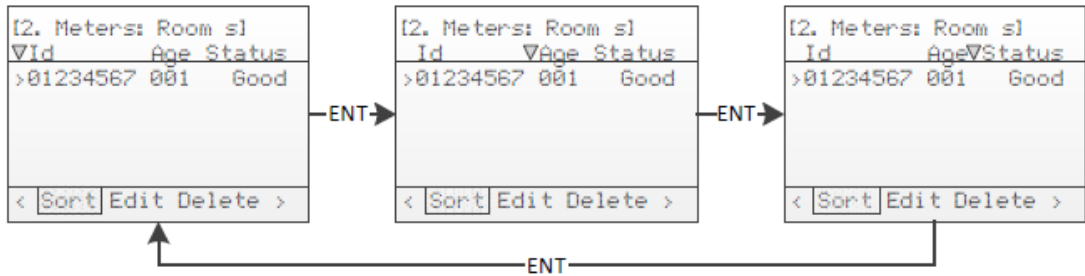 [2. Meters: Room s]
▽Id Age Status
>01234567 001 Good
< Sort Edit Delete >
ENT
[2. Meters: Room s]
Id ▽Age Status
>01234567 001 Good
< Sort Edit Delete >
ENT
[2. Meters: Room s]
Id Age▽Status
>01234567 001 Good
< Sort Edit Delete >
ENT